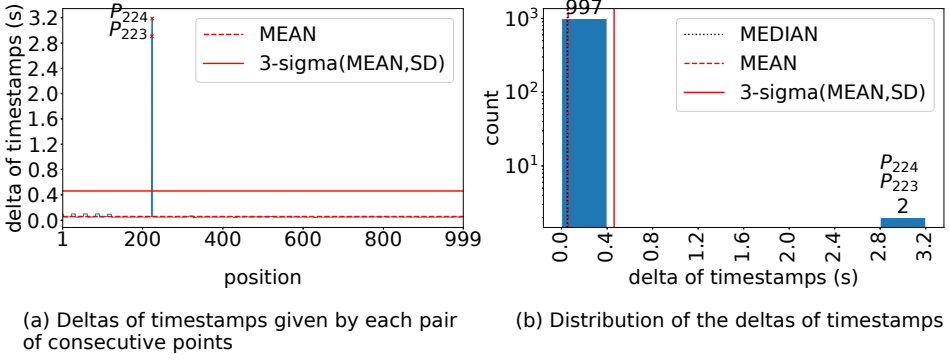 P224
P223
MEAN
3-sigma(MEAN,SD)
3.2
2.8
2.4
2.0
1.6
1.2
0.8
0.4
0.0
delta of timestamps (s)
1 200 400 600 800 999
position
(a) Deltas of timestamps given by each pair
of consecutive points
997
MEDIAN
MEAN
3-sigma(MEAN,SD)
10³
10²
10¹
count
P224
P223
2
0.0 0.4 0.8 1.2 1.6 2.0 2.4 2.8 3.2
delta of timestamps (s)
(b) Distribution of the deltas of timestamps